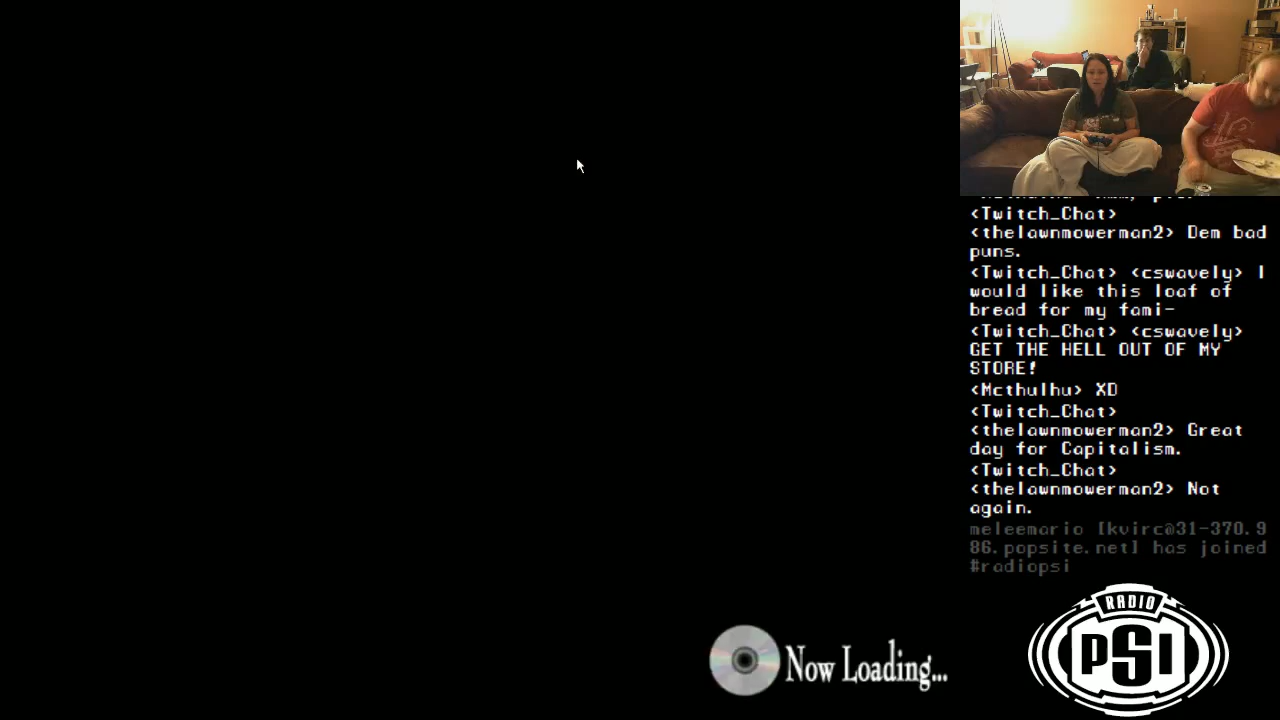 <Twitch_Chat>
<thelawnmowerman2> Dem bad
puns.
<Twitch_Chat> <cswavely> I
would like this loaf of
bread for my fami-
<Twitch_Chat> <cswavely>
GET THE HELL OUT OF MY
STORE!
<Mcthulhu> XD
<Twitch_Chat>
<thelawnmowerman2> Great
day for Capitalism.
<Twitch_Chat>
<thelawnmowerman2> Not
again.
meleemario [kvirc@31-370.9
86.popsite.net] has joined
#radiopsi
Now Loading...
RADIO
PSI